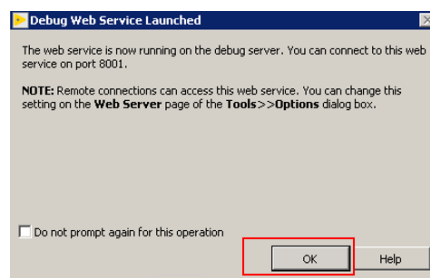 Debug Web Service Launched
The web service is now running on the debug server. You can connect to this web
service on port 8001.
NOTE: Remote connections can access this web service. You can change this
setting on the Web Server page of the Tools>>Options dialog box.
Do not prompt again for this operation
OK
Help